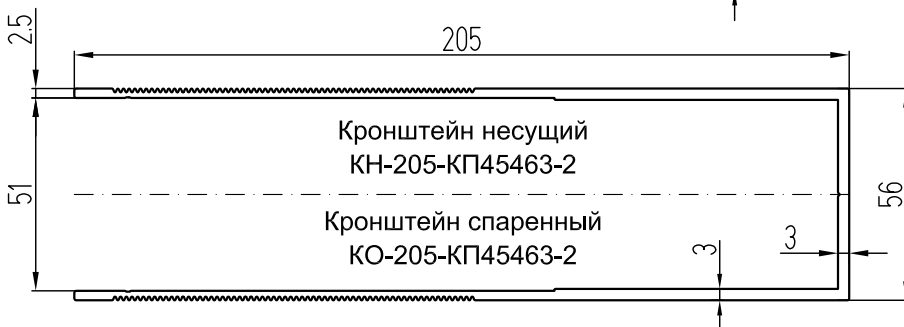 205
2.5
Кронштейн несущий
КН-205-КП45463-2
51
56
Кронштейн спаренный
КО-205-КП45463-2
3
3